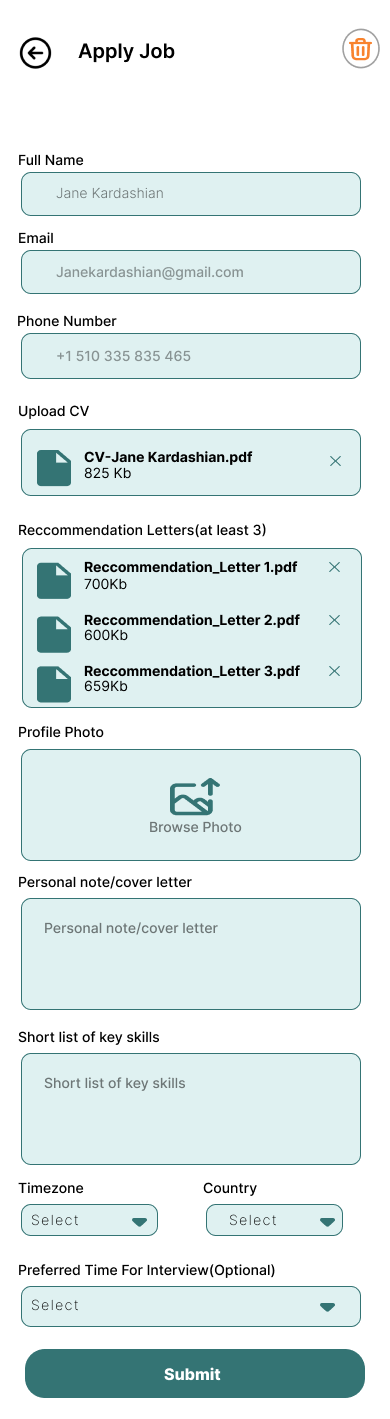 Apply Job
Full Name
Jane Kardashian
Email
Janekardashian@gmail.com
Phone Number
+1 510 335 835 465
Upload CV
CV-Jane Kardashian.pdf
825 Kb
Reccommendation Letters(at least 3)
Reccommendation_Letter 1.pdf
700Kb
Reccommendation_Letter 2.pdf
600Kb
Reccommendation_Letter 3.pdf
659Kb
Profile Photo
Browse Photo
Personal note/cover letter
Personal note/cover letter
Short list of key skills
Short list of key skills
Timezone Country
Select Select
Preferred Time For Interview(Optional)
Select
Submit